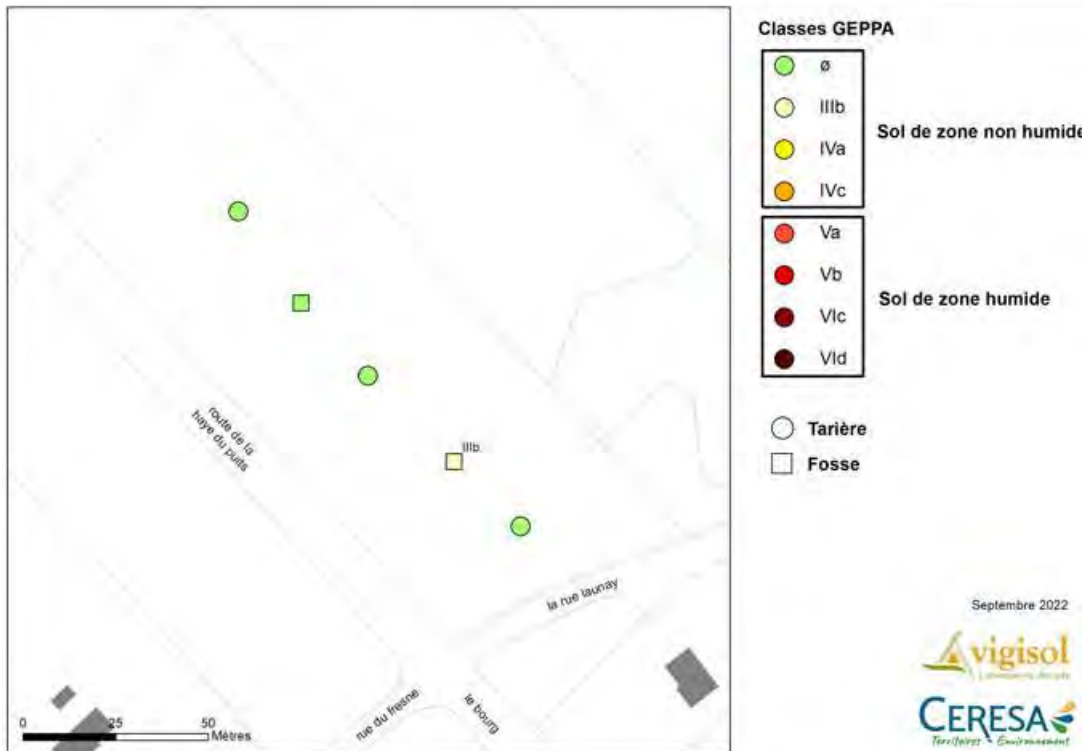 Classes GEPPA
ø
IIIb
IVa
IVc
Sol de zone non humide
Va
Vb
VIc
VId
Sol de zone humide
Tarière
Fosse
route de la
haye du puits
IIIb
la rue launay
rue du fresne
le bourg
0 25 50
Mètres
Septembre 2022
vigisol
CERESA
Territoires - Environnement